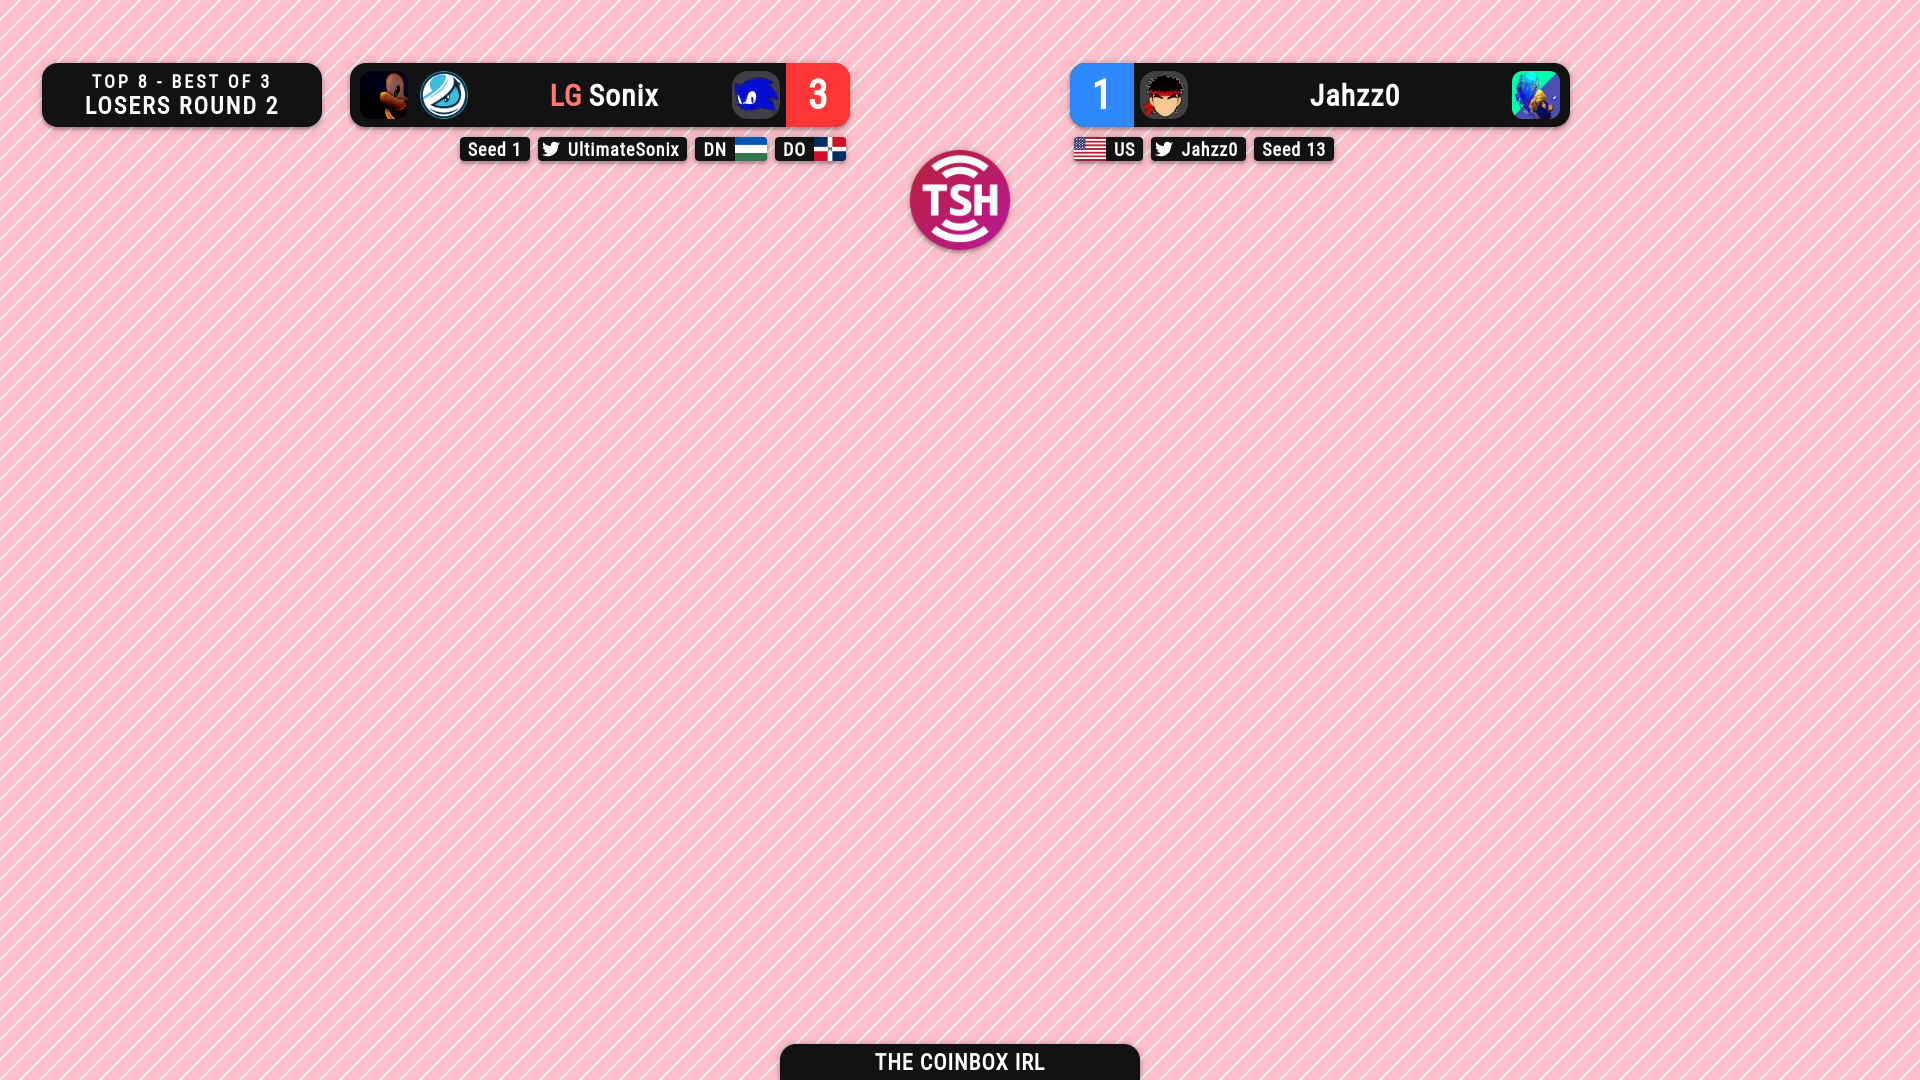 TOP 8 - BEST OF 3
LOSERS ROUND 2
LG Sonix
3
1
Jahzz0
Seed 1
UltimateSonix
DN
DO
US
Jahzz0
Seed 13
TSH
THE COINBOX IRL